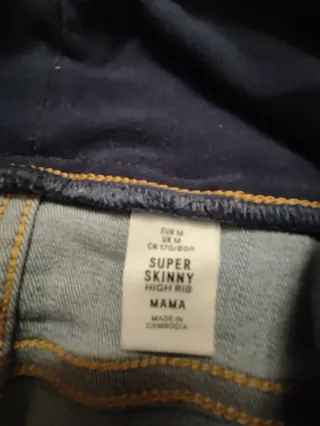 EUR M
UK M
CN 170/80A
SUPER
SKINNY
HIGH RIB
MAMA
MADE IN
CAMBODIA